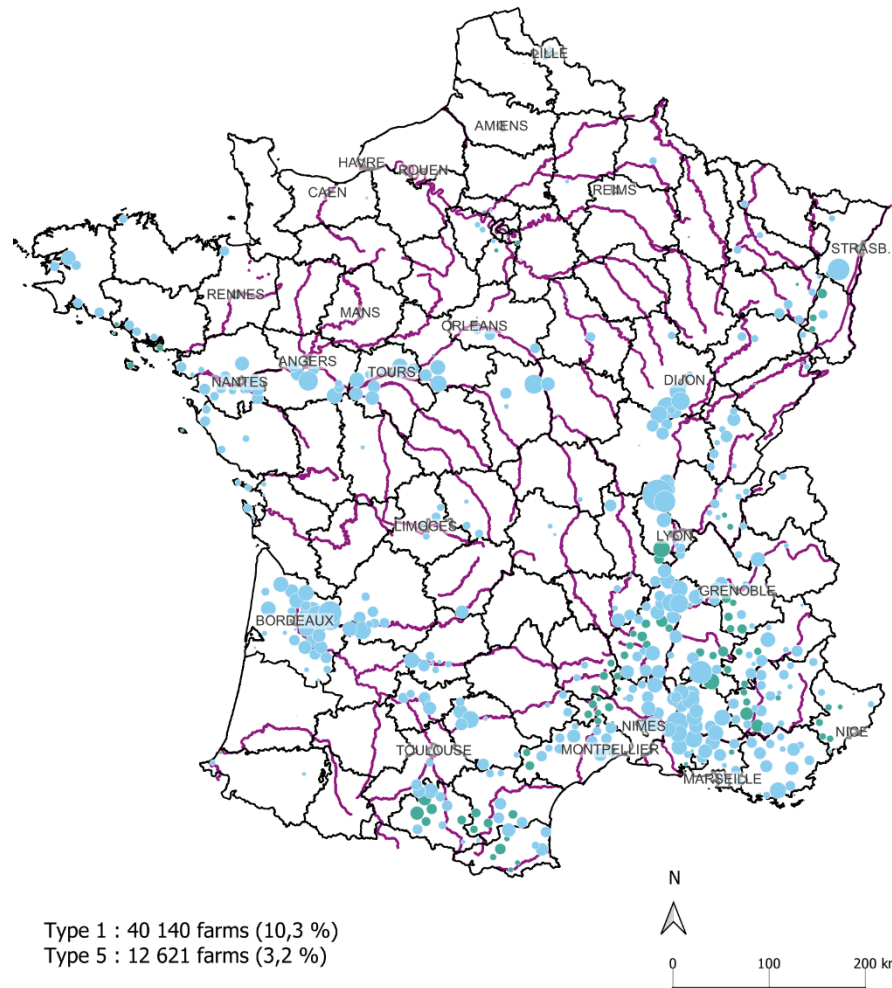 LILLE
AMIENS
HAVRE
ROUEN
CAEN
REIMS
STRASB.
RENNES
MANS
ORLEANS
ANGERS
TOURS
NANTES
DIJON
LIMOGES
LYON
GRENOBLE
BORDEAUX
NIMES
NICE
TOULOUSE
MONTPELLIER
MARSEILLE
N
Type 1 : 40 140 farms (10,3 %)
Type 5 : 12 621 farms (3,2 %)
0 100 200 km